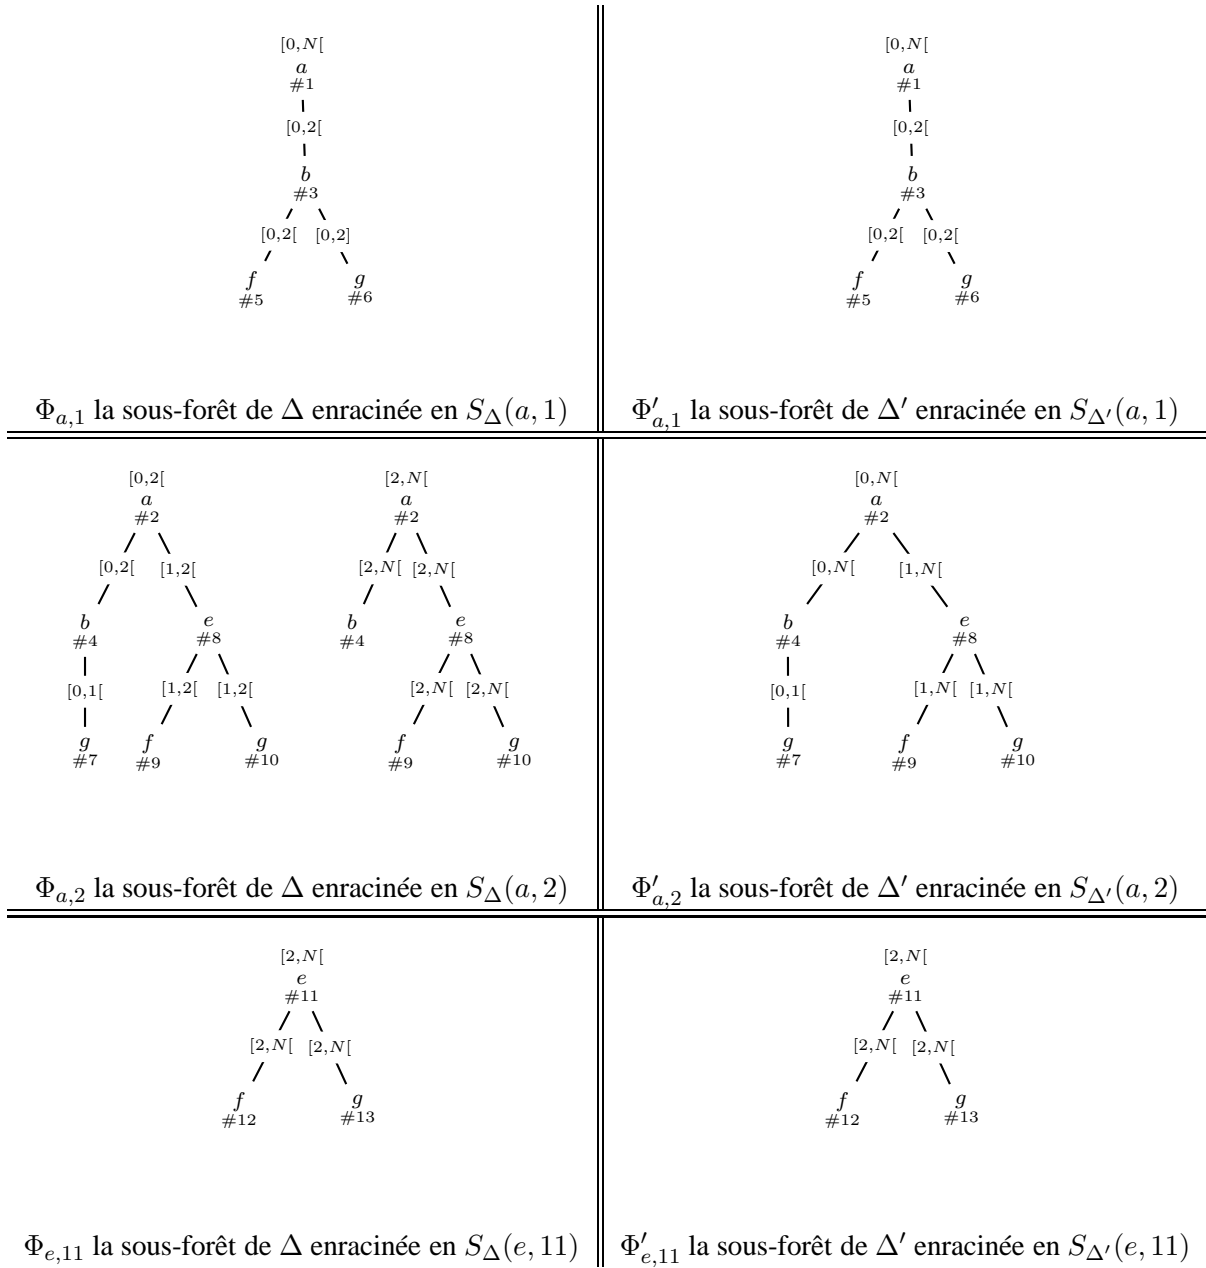 [0,N[
a
#1
[0,2[
b
#3
[0,2[ [0,2]
f
#5
g
#6
Φ_{a,1} la sous-forêt de Δ enracinée en S_Δ(a, 1)
[0,N[
a
#1
[0,2[
b
#3
[0,2[ [0,2[
f
#5
g
#6
Φ′_{a,1} la sous-forêt de Δ′ enracinée en S_{Δ′}(a, 1)
[0,2[
a
#2
[0,2[ [1,2[
b
#4
e
#8
[0,1[ [1,2[ [1,2[
g
#7
f
#9
g
#10
[2,N[
a
#2
[2,N[ [2,N[
b
#4
e
#8
[2,N[ [2,N[
f
#9
g
#10
Φ_{a,2} la sous-forêt de Δ enracinée en S_Δ(a, 2)
[0,N[
a
#2
[0,N[ [1,N[
b
#4
e
#8
[0,1[ [1,N[ [1,N[
g
#7
f
#9
g
#10
Φ′_{a,2} la sous-forêt de Δ′ enracinée en S_{Δ′}(a, 2)
[2,N[
e
#11
[2,N[ [2,N[
f
#12
g
#13
Φ_{e,11} la sous-forêt de Δ enracinée en S_Δ(e, 11)
[2,N[
e
#11
[2,N[ [2,N[
f
#12
g
#13
Φ′_{e,11} la sous-forêt de Δ′ enracinée en S_{Δ′}(e, 11)